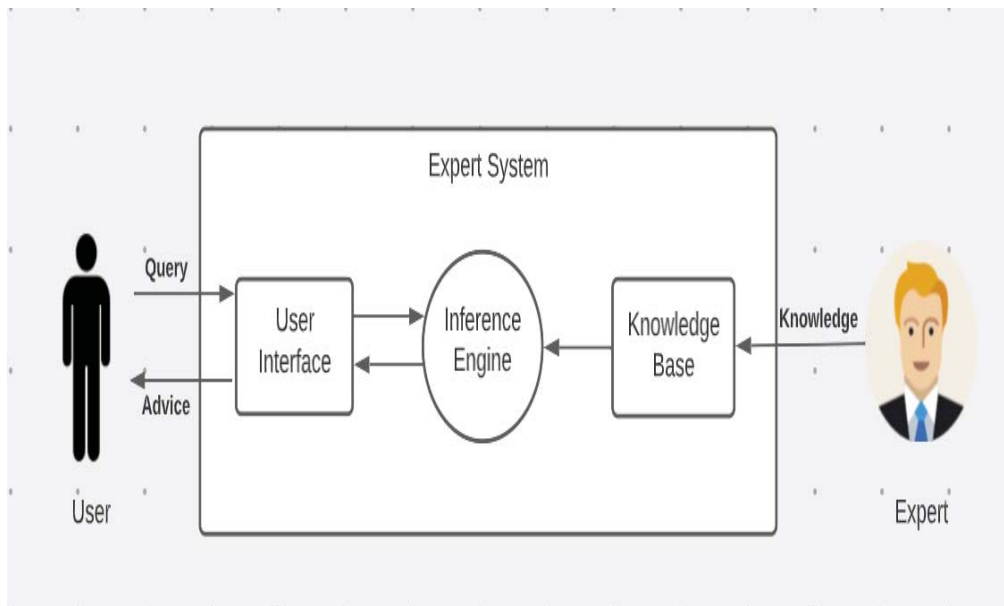 Expert System
Query
User
Interface
Inference
Engine
Knowledge
Base
Knowledge
Advice
User
Expert